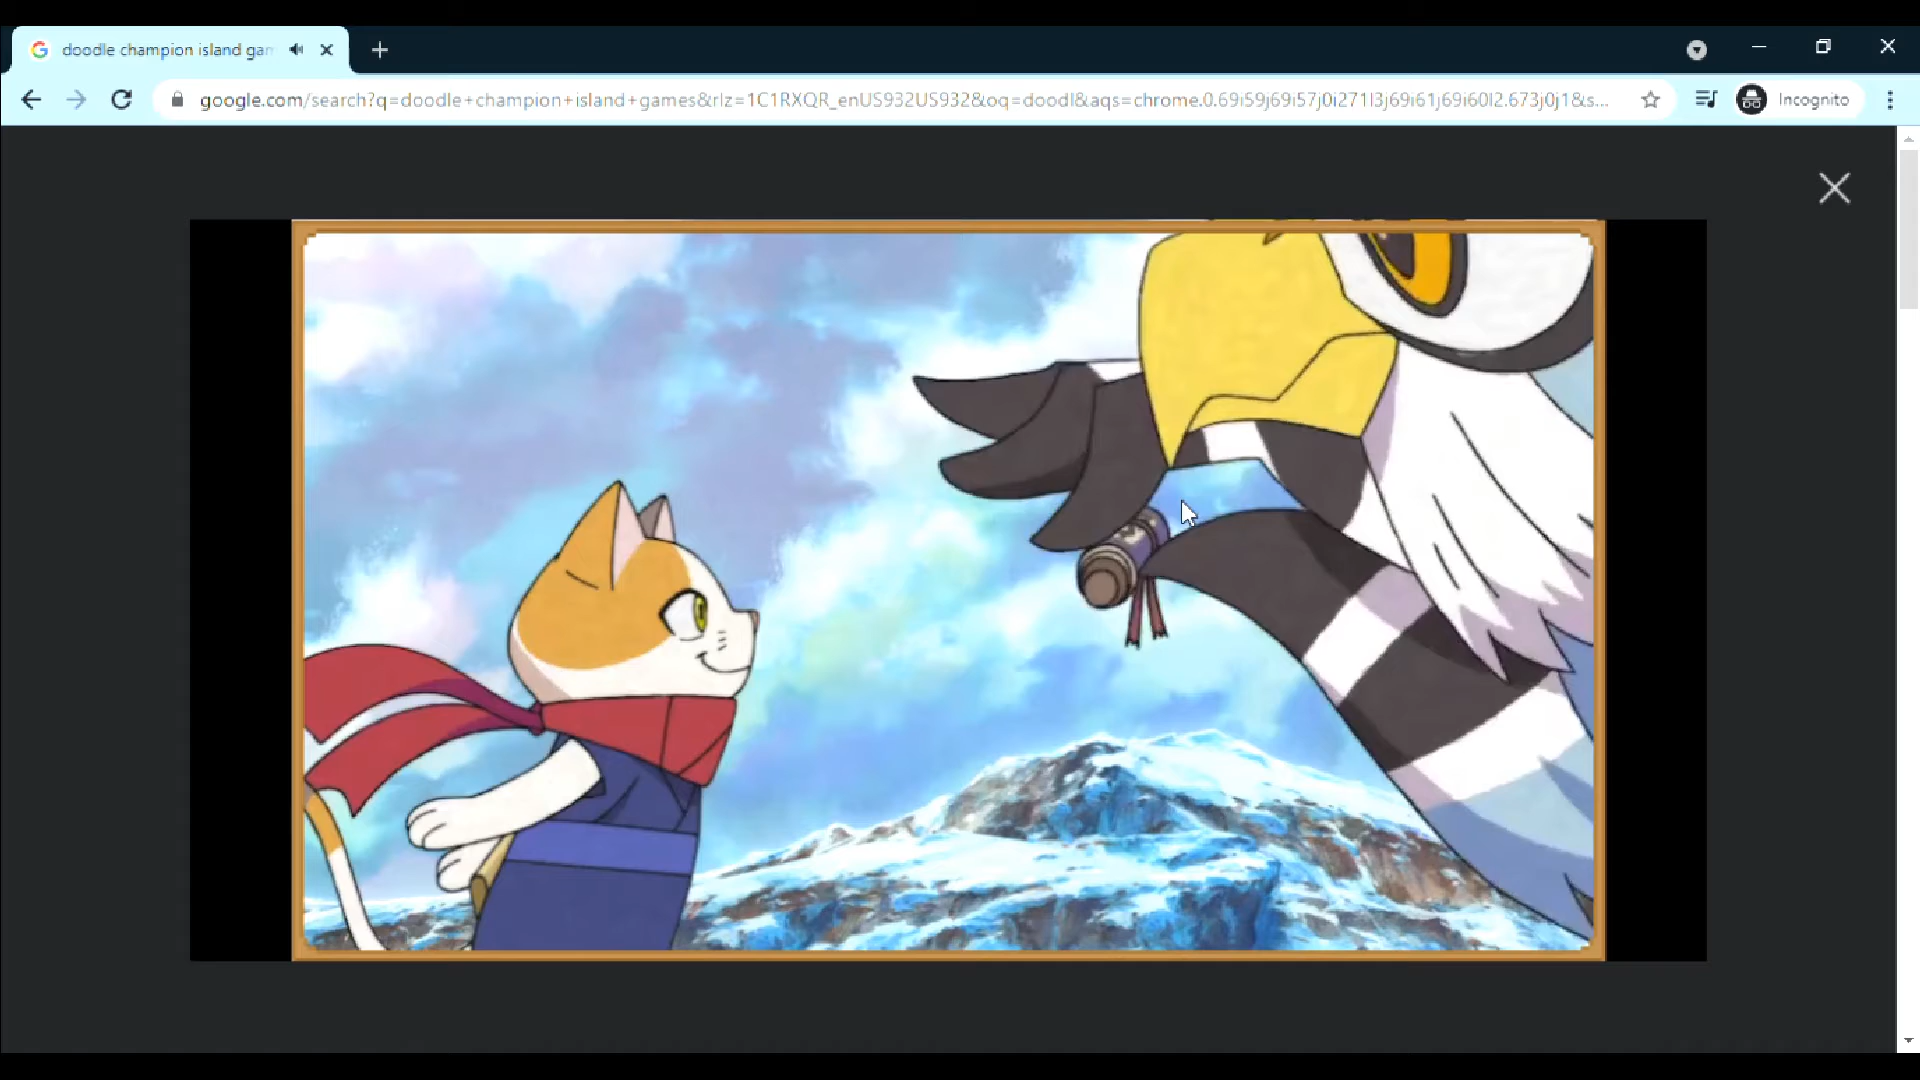 doodle champion island gam
google.com/search?q=doodle+champion+island+games&rlz=1C1RXQR_enUS932US932&oq=doodl&aqs=chrome.0.69i59j69i57j0i271l3j69i61j69i60l2.673j0j1&s...
Incognito